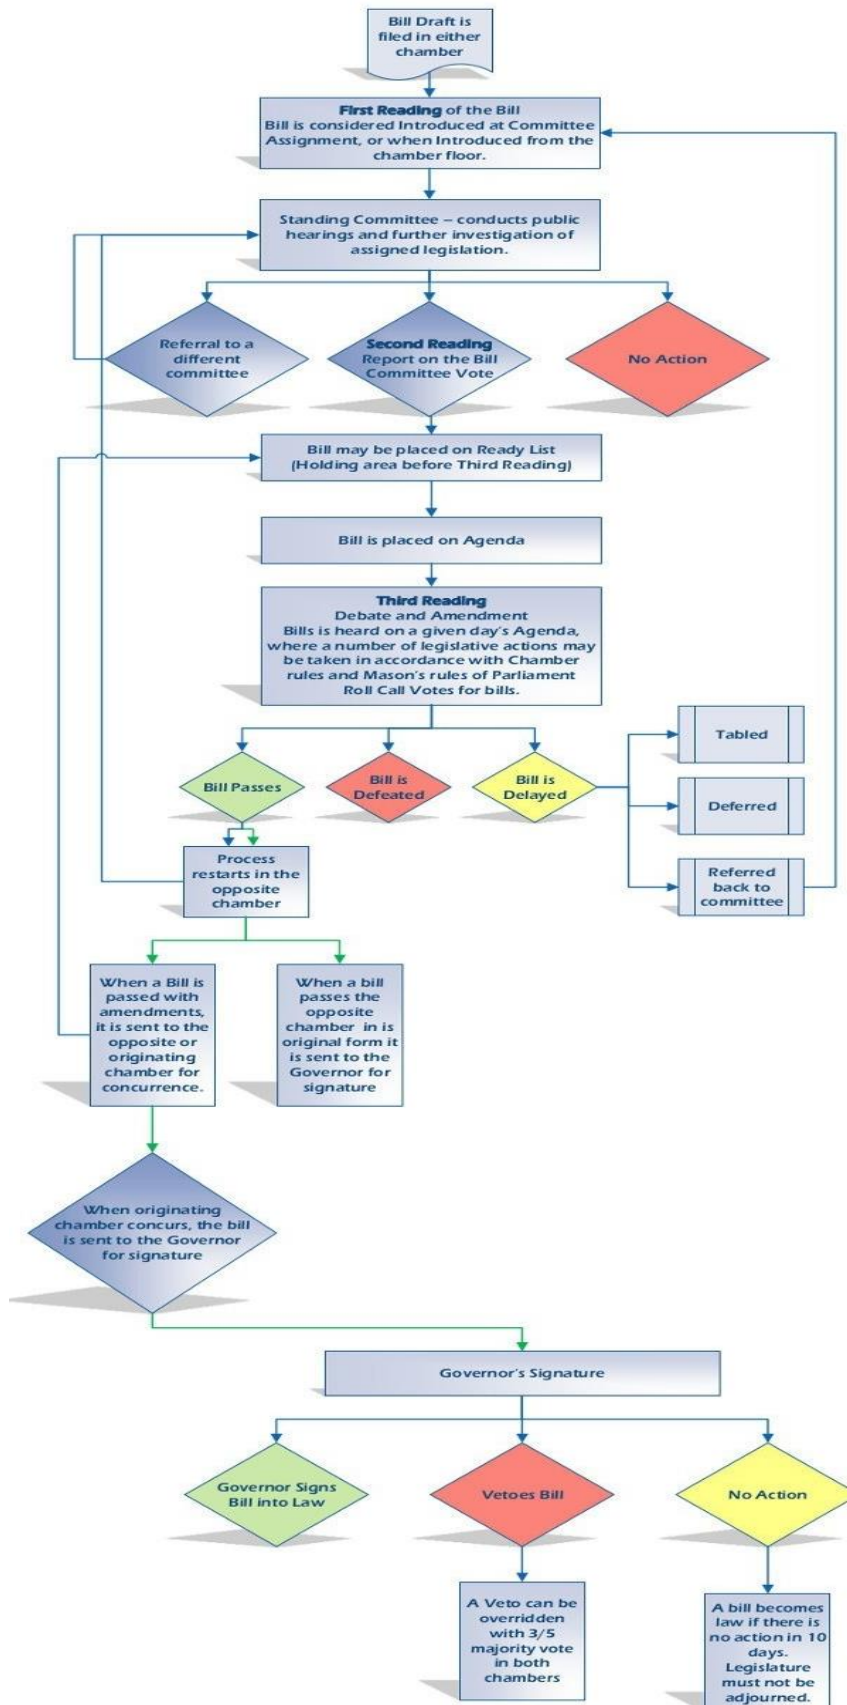 Bill Draft is
filed in either
chamber
First Reading of the Bill
Bill is considered Introduced at Committee
Assignment, or when Introduced from the
chamber floor.
Standing Committee – conducts public
hearings and further investigation of
assigned legislation.
Referral to a
different
committee
Second Reading
Report on the Bill
Committee Vote
No Action
Bill may be placed on Ready List
(Holding area before Third Reading)
Bill is placed on Agenda
Third Reading
Debate and Amendment
Bills is heard on a given day's Agenda,
where a number of legislative actions may
be taken in accordance with Chamber
rules and Mason's rules of Parliament
Roll Call Votes for bills.
Bill Passes
Bill is
Defeated
Bill is
Delayed
Tabled
Deferred
Referred
back to
committee
Process
restarts in the
opposite
chamber
When a Bill is
passed with
amendments,
it is sent to the
opposite or
originating
chamber for
concurrence.
When a bill
passes the
opposite
chamber in is
original form it
is sent to the
Governor for
signature
When originating
chamber concurs, the bill
is sent to the Governor
for signature
Governor's Signature
Governor Signs
Bill into Law
Vetoes Bill
No Action
A Veto can be
overridden
with 3/5
majority vote
in both
chambers
A bill becomes
law if there is
no action in 10
days.
Legislature
must not be
adjourned.